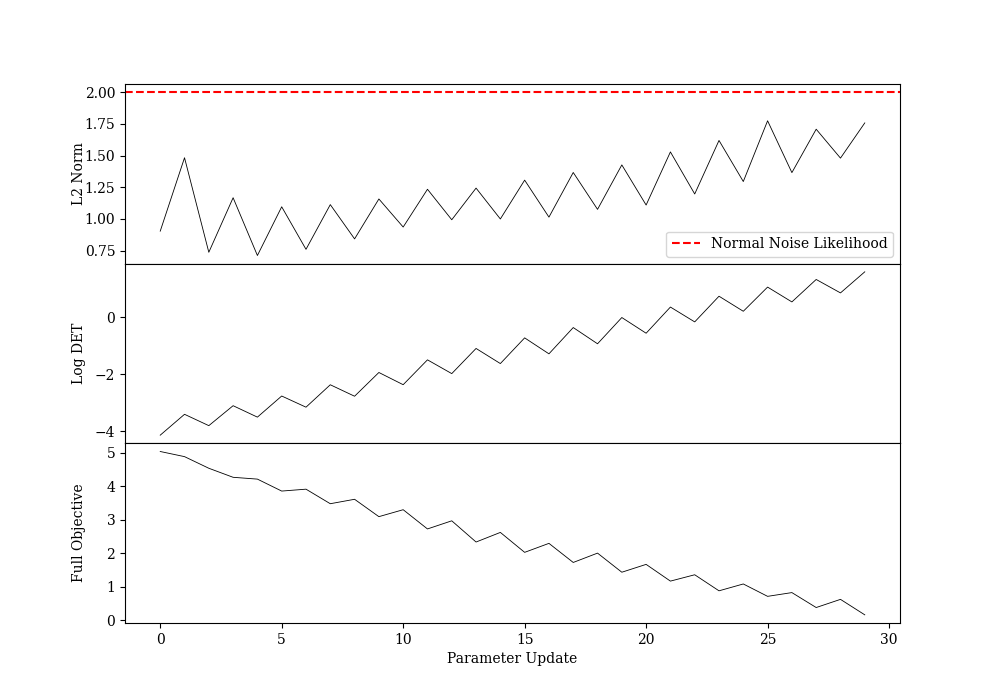 2.00
1.75
1.50
1.25
1.00
0.75
L2 Norm
Normal Noise Likelihood
0
−2
−4
Log DET
5
4
3
2
1
0
Full Objective
0 5 10 15 20 25 30
Parameter Update